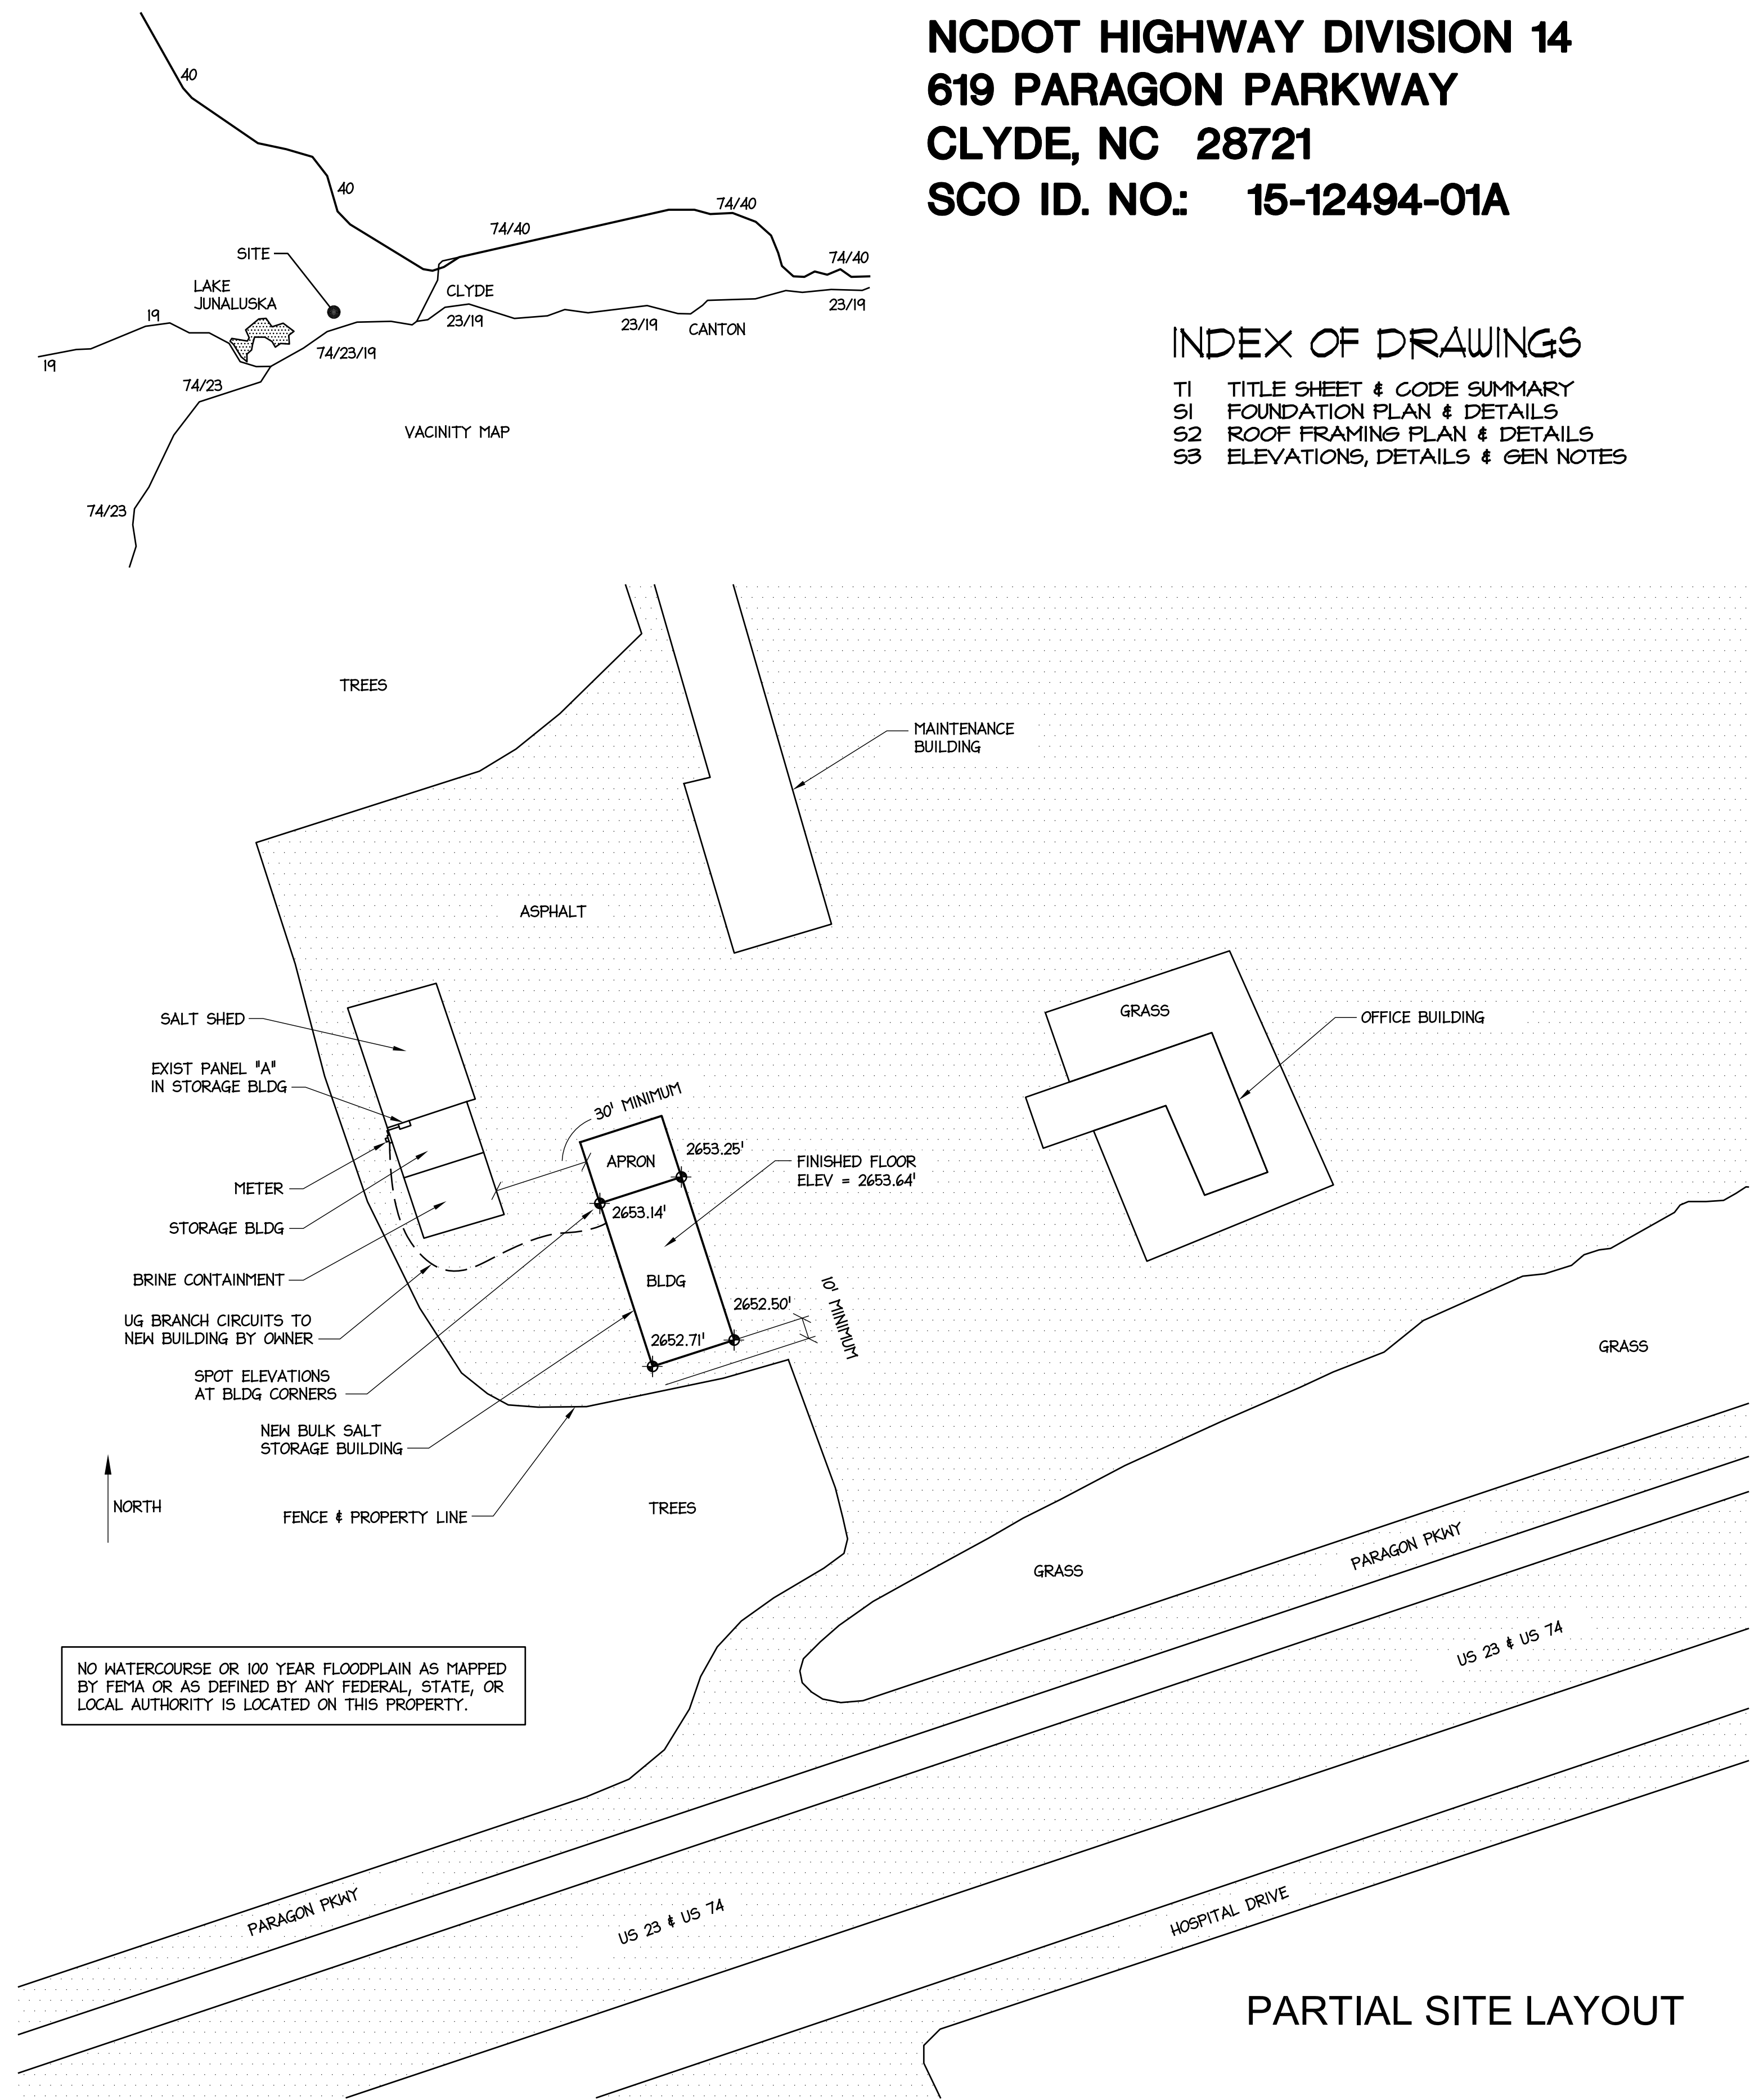 NCDOT HIGHWAY DIVISION 14
619 PARAGON PARKWAY
CLYDE, NC 28721
SCO ID. NO.: 15-12494-01A
40
40
74/40
74/40
74/40
SITE
LAKE
JUNALUSKA
CLYDE
19
19
23/19
23/19
23/19
CANTON
74/23/19
74/23
74/23
VACINITY MAP
INDEX OF DRAWINGS
T1 TITLE SHEET & CODE SUMMARY
S1 FOUNDATION PLAN & DETAILS
S2 ROOF FRAMING PLAN & DETAILS
S3 ELEVATIONS, DETAILS & GEN NOTES
TREES
MAINTENANCE
BUILDING
ASPHALT
SALT SHED
EXIST PANEL "A"
IN STORAGE BLDG
METER
STORAGE BLDG
BRINE CONTAINMENT
UG BRANCH CIRCUITS TO
NEW BUILDING BY OWNER
SPOT ELEVATIONS
AT BLDG CORNERS
NEW BULK SALT
STORAGE BUILDING
FENCE & PROPERTY LINE
30' MINIMUM
APRON
2653.25'
FINISHED FLOOR
ELEV = 2653.64'
2653.14'
BLDG
2652.50'
2652.71'
10' MINIMUM
GRASS
OFFICE BUILDING
GRASS
NORTH
TREES
GRASS
PARAGON PKWY
US 23 & US 74
NO WATERCOURSE OR 100 YEAR FLOODPLAIN AS MAPPED
BY FEMA OR AS DEFINED BY ANY FEDERAL, STATE, OR
LOCAL AUTHORITY IS LOCATED ON THIS PROPERTY.
PARAGON PKWY
US 23 & US 74
HOSPITAL DRIVE
PARTIAL SITE LAYOUT